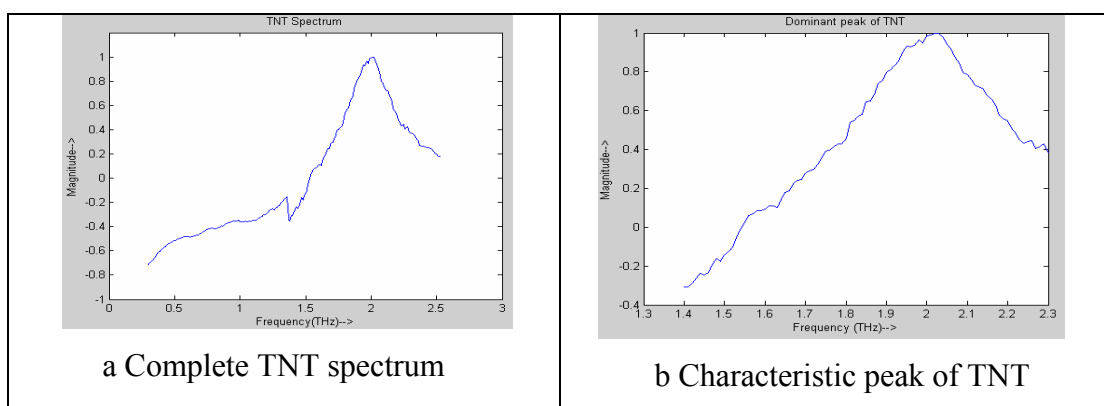 TNT Spectrum
1
0.8
0.6
0.4
0.2
0
-0.2
-0.4
-0.6
-0.8
-1
0 0.5 1 1.5 2 2.5 3
Magnitude-->
Frequency(THz)-->
a Complete TNT spectrum
Dominant peak of TNT
1
0.8
0.6
0.4
0.2
0
-0.2
-0.4
1.3 1.4 1.5 1.6 1.7 1.8 1.9 2 2.1 2.2 2.3
Magnitude-->
Frequency (THz)-->
b Characteristic peak of TNT